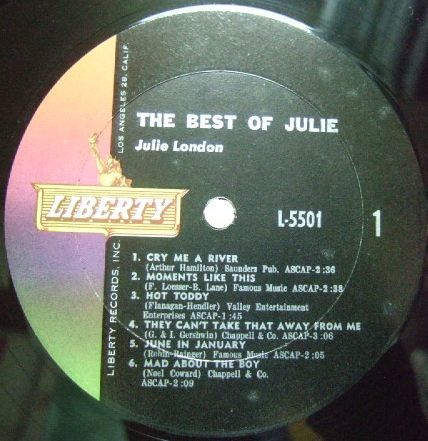 LOS ANGELES 28, CALIF.
THE BEST OF JULIE
Julie London
LIBERTY
L-5501
1
LIBERTY RECORDS, INC.
1. CRY ME A RIVER
(Arthur Hamilton) Saunders Pub. ASCAP-2:36
2. MOMENTS LIKE THIS
(F. Loesser-B. Lane) Famous Music ASCAP-2:38
3. HOT TODDY
(Flanagan-Hendler) Valley Entertainment
Enterprises ASCAP-1:45
4. THEY CAN'T TAKE THAT AWAY FROM ME
(G. & I. Gershwin) Chappell & Co. ASCAP-3:06
5. JUNE IN JANUARY
(Robin-Rainger) Famous Music ASCAP-2:05
6. MAD ABOUT THE BOY
(Noel Coward) Chappell & Co.
ASCAP-2:09